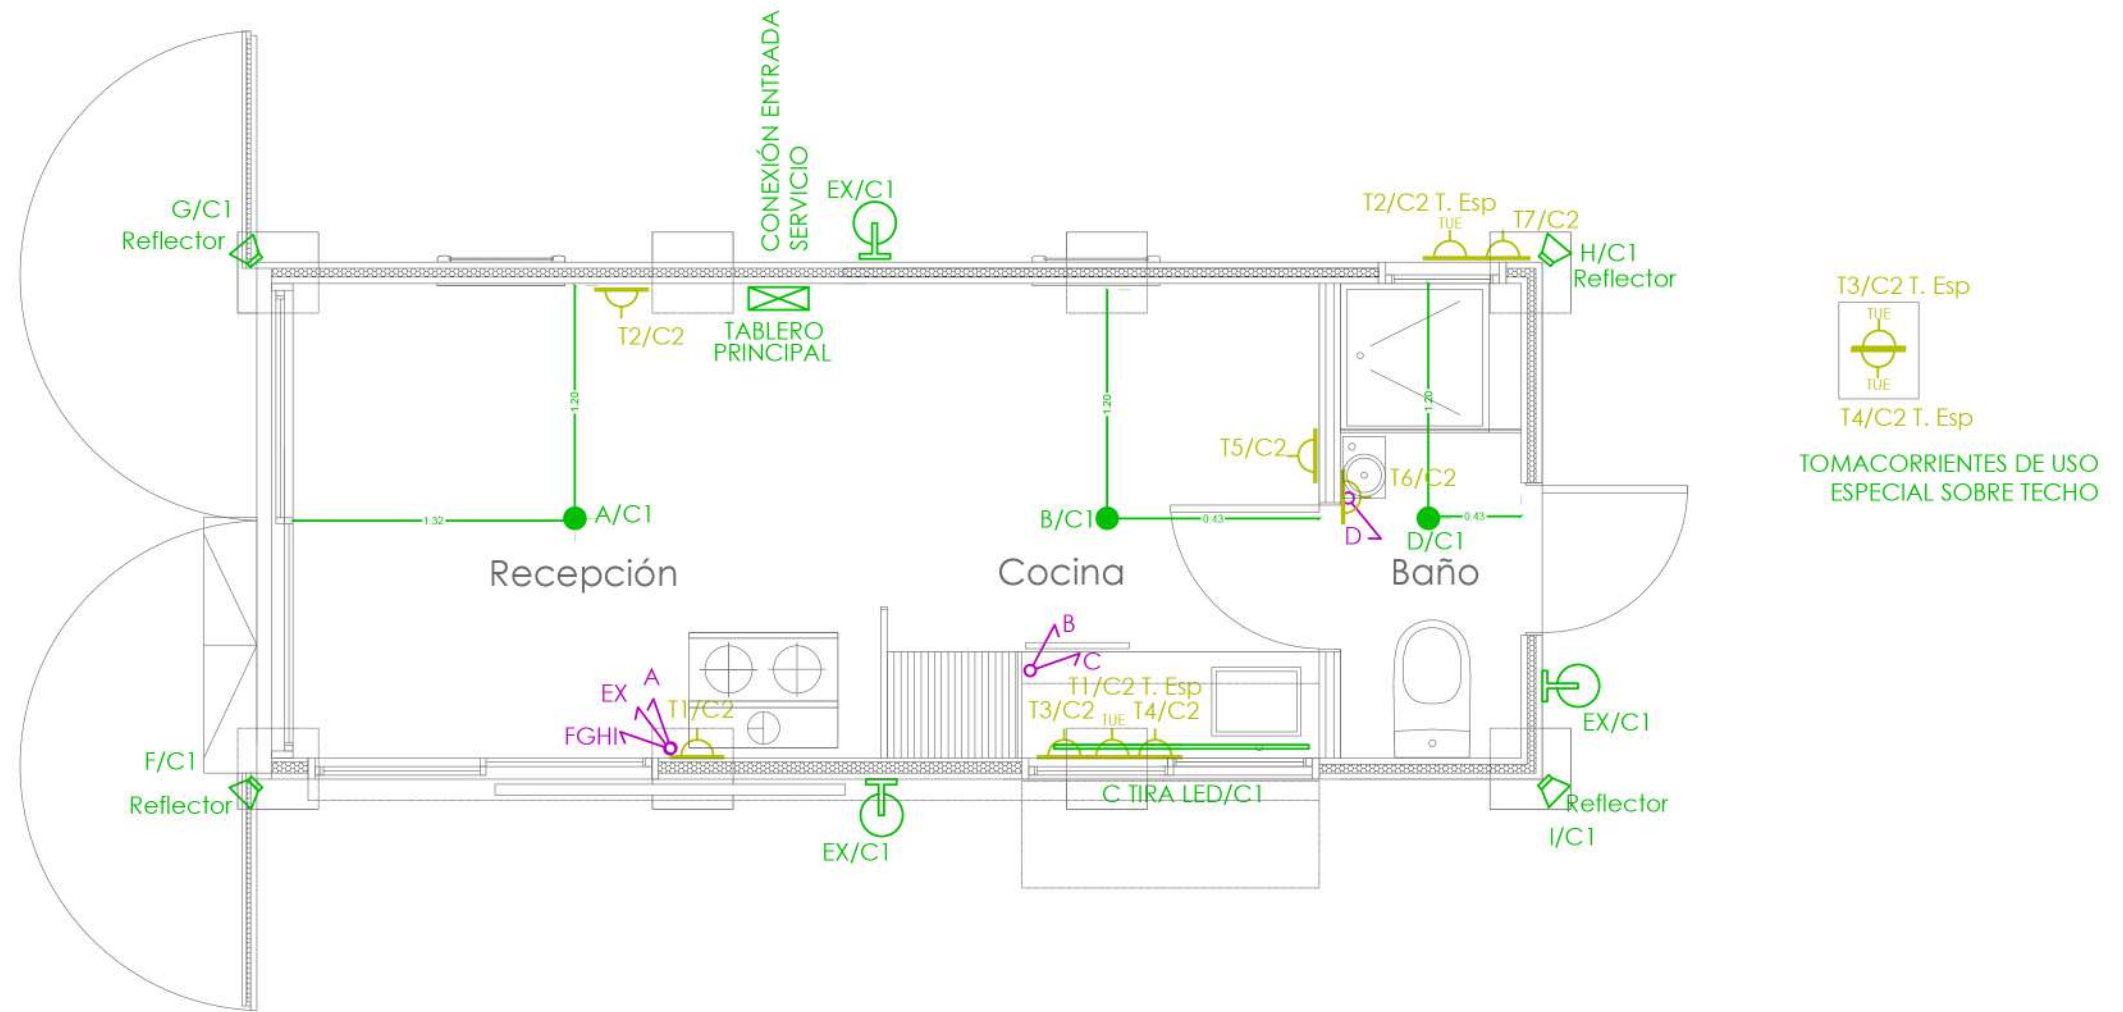 CONEXIÓN ENTRADA
SERVICIO
EX/C1
G/C1
Reflector
T2/C2 T. Esp
TUE
T7/C2
H/C1
Reflector
T3/C2 T. Esp
TUE
TUE
T4/C2 T. Esp
TOMACORRIENTES DE USO
ESPECIAL SOBRE TECHO
T2/C2
TABLERO
PRINCIPAL
1.20
1.20
1.20
T5/C2
T6/C2
1.32
A/C1
B/C1
0.43
D
D/C1
0.43
Recepción
Cocina
Baño
B
C
A
EX
FGHI
T1/C2
T1/C2 T. Esp
T3/C2
TUE
T4/C2
EX/C1
F/C1
Reflector
C TIRA LED/C1
Reflector
I/C1
EX/C1